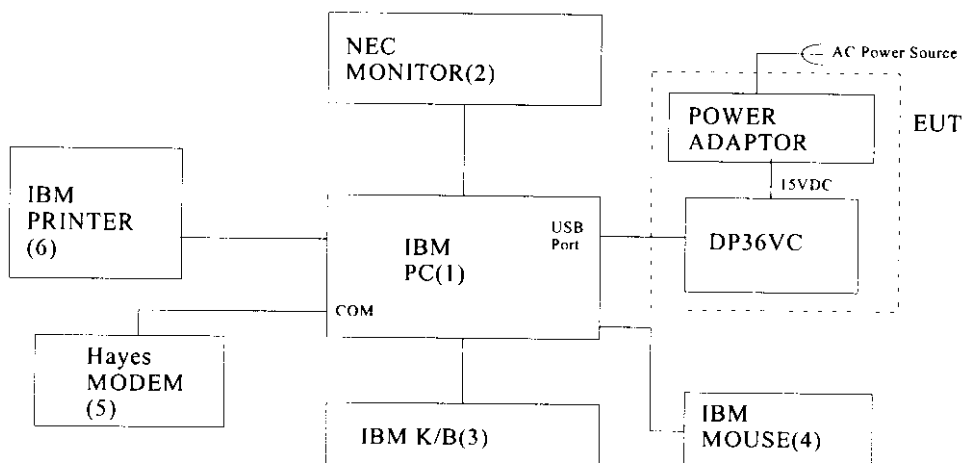 NEC
MONITOR(2)
AC Power Source
POWER
ADAPTOR
EUT
15VDC
IBM
PRINTER
(6)
USB
Port
IBM
PC(1)
DP36VC
COM
Hayes
MODEM
(5)
IBM K/B(3)
IBM
MOUSE(4)